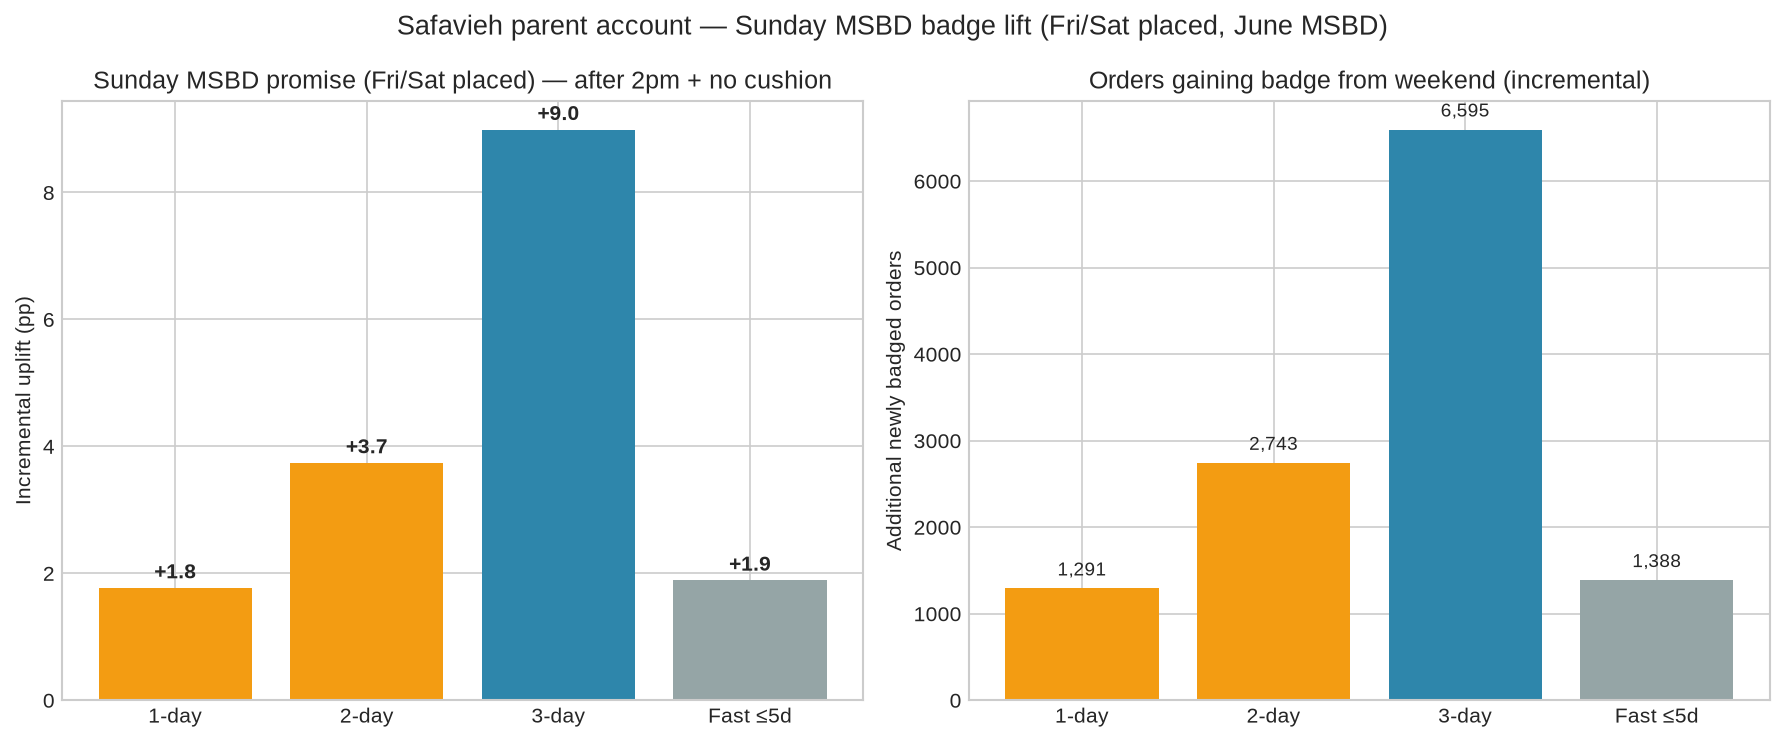 Safavieh parent account — Sunday MSBD badge lift (Fri/Sat placed, June MSBD)
Sunday MSBD promise (Fri/Sat placed) — after 2pm + no cushion
Incremental uplift (pp)
8
6
4
2
0
+1.8
+3.7
+9.0
+1.9
1-day
2-day
3-day
Fast ≤5d
Orders gaining badge from weekend (incremental)
Additional newly badged orders
6000
5000
4000
3000
2000
1000
0
1,291
2,743
6,595
1,388
1-day
2-day
3-day
Fast ≤5d